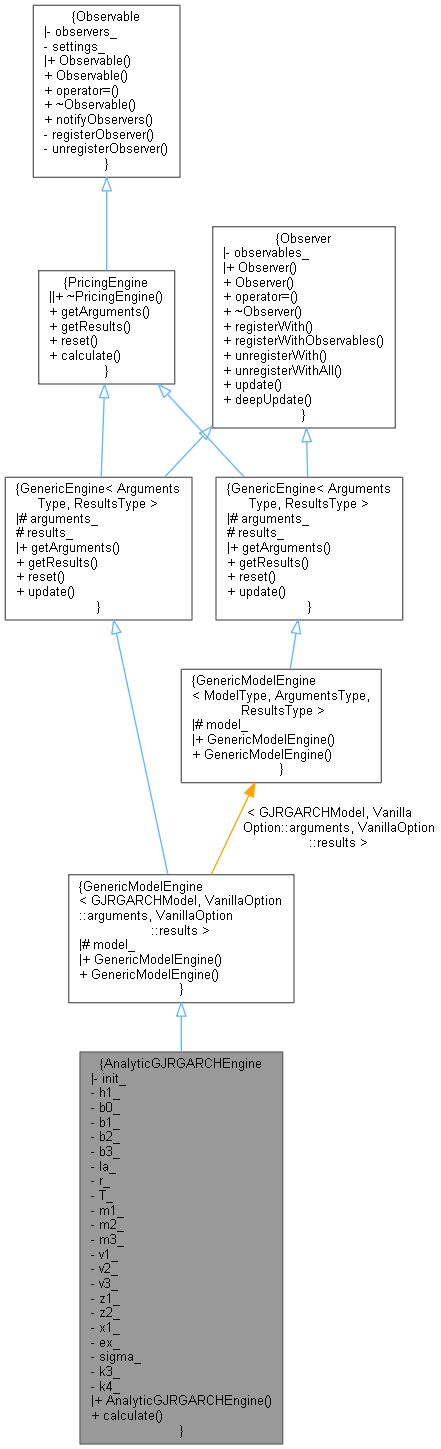 {Observable
|- observers_
- settings_
|+ Observable()
+ Observable()
+ operator=()
+ ~Observable()
+ notifyObservers()
- registerObserver()
- unregisterObserver()
}
{Observer
|- observables_
|+ Observer()
+ Observer()
+ operator=()
+ ~Observer()
+ registerWith()
+ registerWithObservables()
+ unregisterWith()
+ unregisterWithAll()
+ update()
+ deepUpdate()
}
{PricingEngine
||+ ~PricingEngine()
+ getArguments()
+ getResults()
+ reset()
+ calculate()
}
{GenericEngine< Arguments
Type, ResultsType >
|# arguments_
# results_
|+ getArguments()
+ getResults()
+ reset()
+ update()
}
{GenericEngine< Arguments
Type, ResultsType >
|# arguments_
# results_
|+ getArguments()
+ getResults()
+ reset()
+ update()
}
{GenericModelEngine
< ModelType, ArgumentsType,
ResultsType >
|# model_
|+ GenericModelEngine()
+ GenericModelEngine()
}
< GJRGARCHModel, Vanilla
Option::arguments, VanillaOption
::results >
{GenericModelEngine
< GJRGARCHModel, VanillaOption
::arguments, VanillaOption
::results >
|# model_
|+ GenericModelEngine()
+ GenericModelEngine()
}
{AnalyticGJRGARCHEngine
|- init_
- h1_
- b0_
- b1_
- b2_
- b3_
- la_
- r_
- T_
- m1_
- m2_
- m3_
- v1_
- v2_
- v3_
- z1_
- z2_
- x1_
- ex_
- sigma_
- k3_
- k4_
|+ AnalyticGJRGARCHEngine()
+ calculate()
}